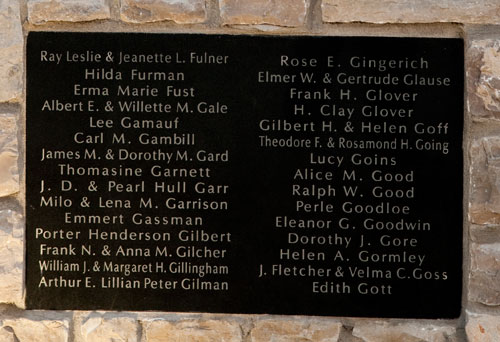 Ray Leslie & Jeanette L. Fulner
Hilda Furman
Erma Marie Fust
Albert E. & Willette M. Gale
Lee Gamauf
Carl M. Gambill
James M. & Dorothy M. Gard
Thomasine Garnett
J. D. & Pearl Hull Garr
Milo & Lena M. Garrison
Emmert Gassman
Porter Henderson Gilbert
Frank N. & Anna M. Gilcher
William J. & Margaret H. Gillingham
Arthur E. Lillian Peter Gilman
Rose E. Gingerich
Elmer W. & Gertrude Glause
Frank H. Glover
H. Clay Glover
Gilbert H. & Helen Goff
Theodore F. & Rosamond H. Going
Lucy Goins
Alice M. Good
Ralph W. Good
Perle Goodloe
Eleanor G. Goodwin
Dorothy J. Gore
Helen A. Gormley
J. Fletcher & Velma C. Goss
Edith Gott